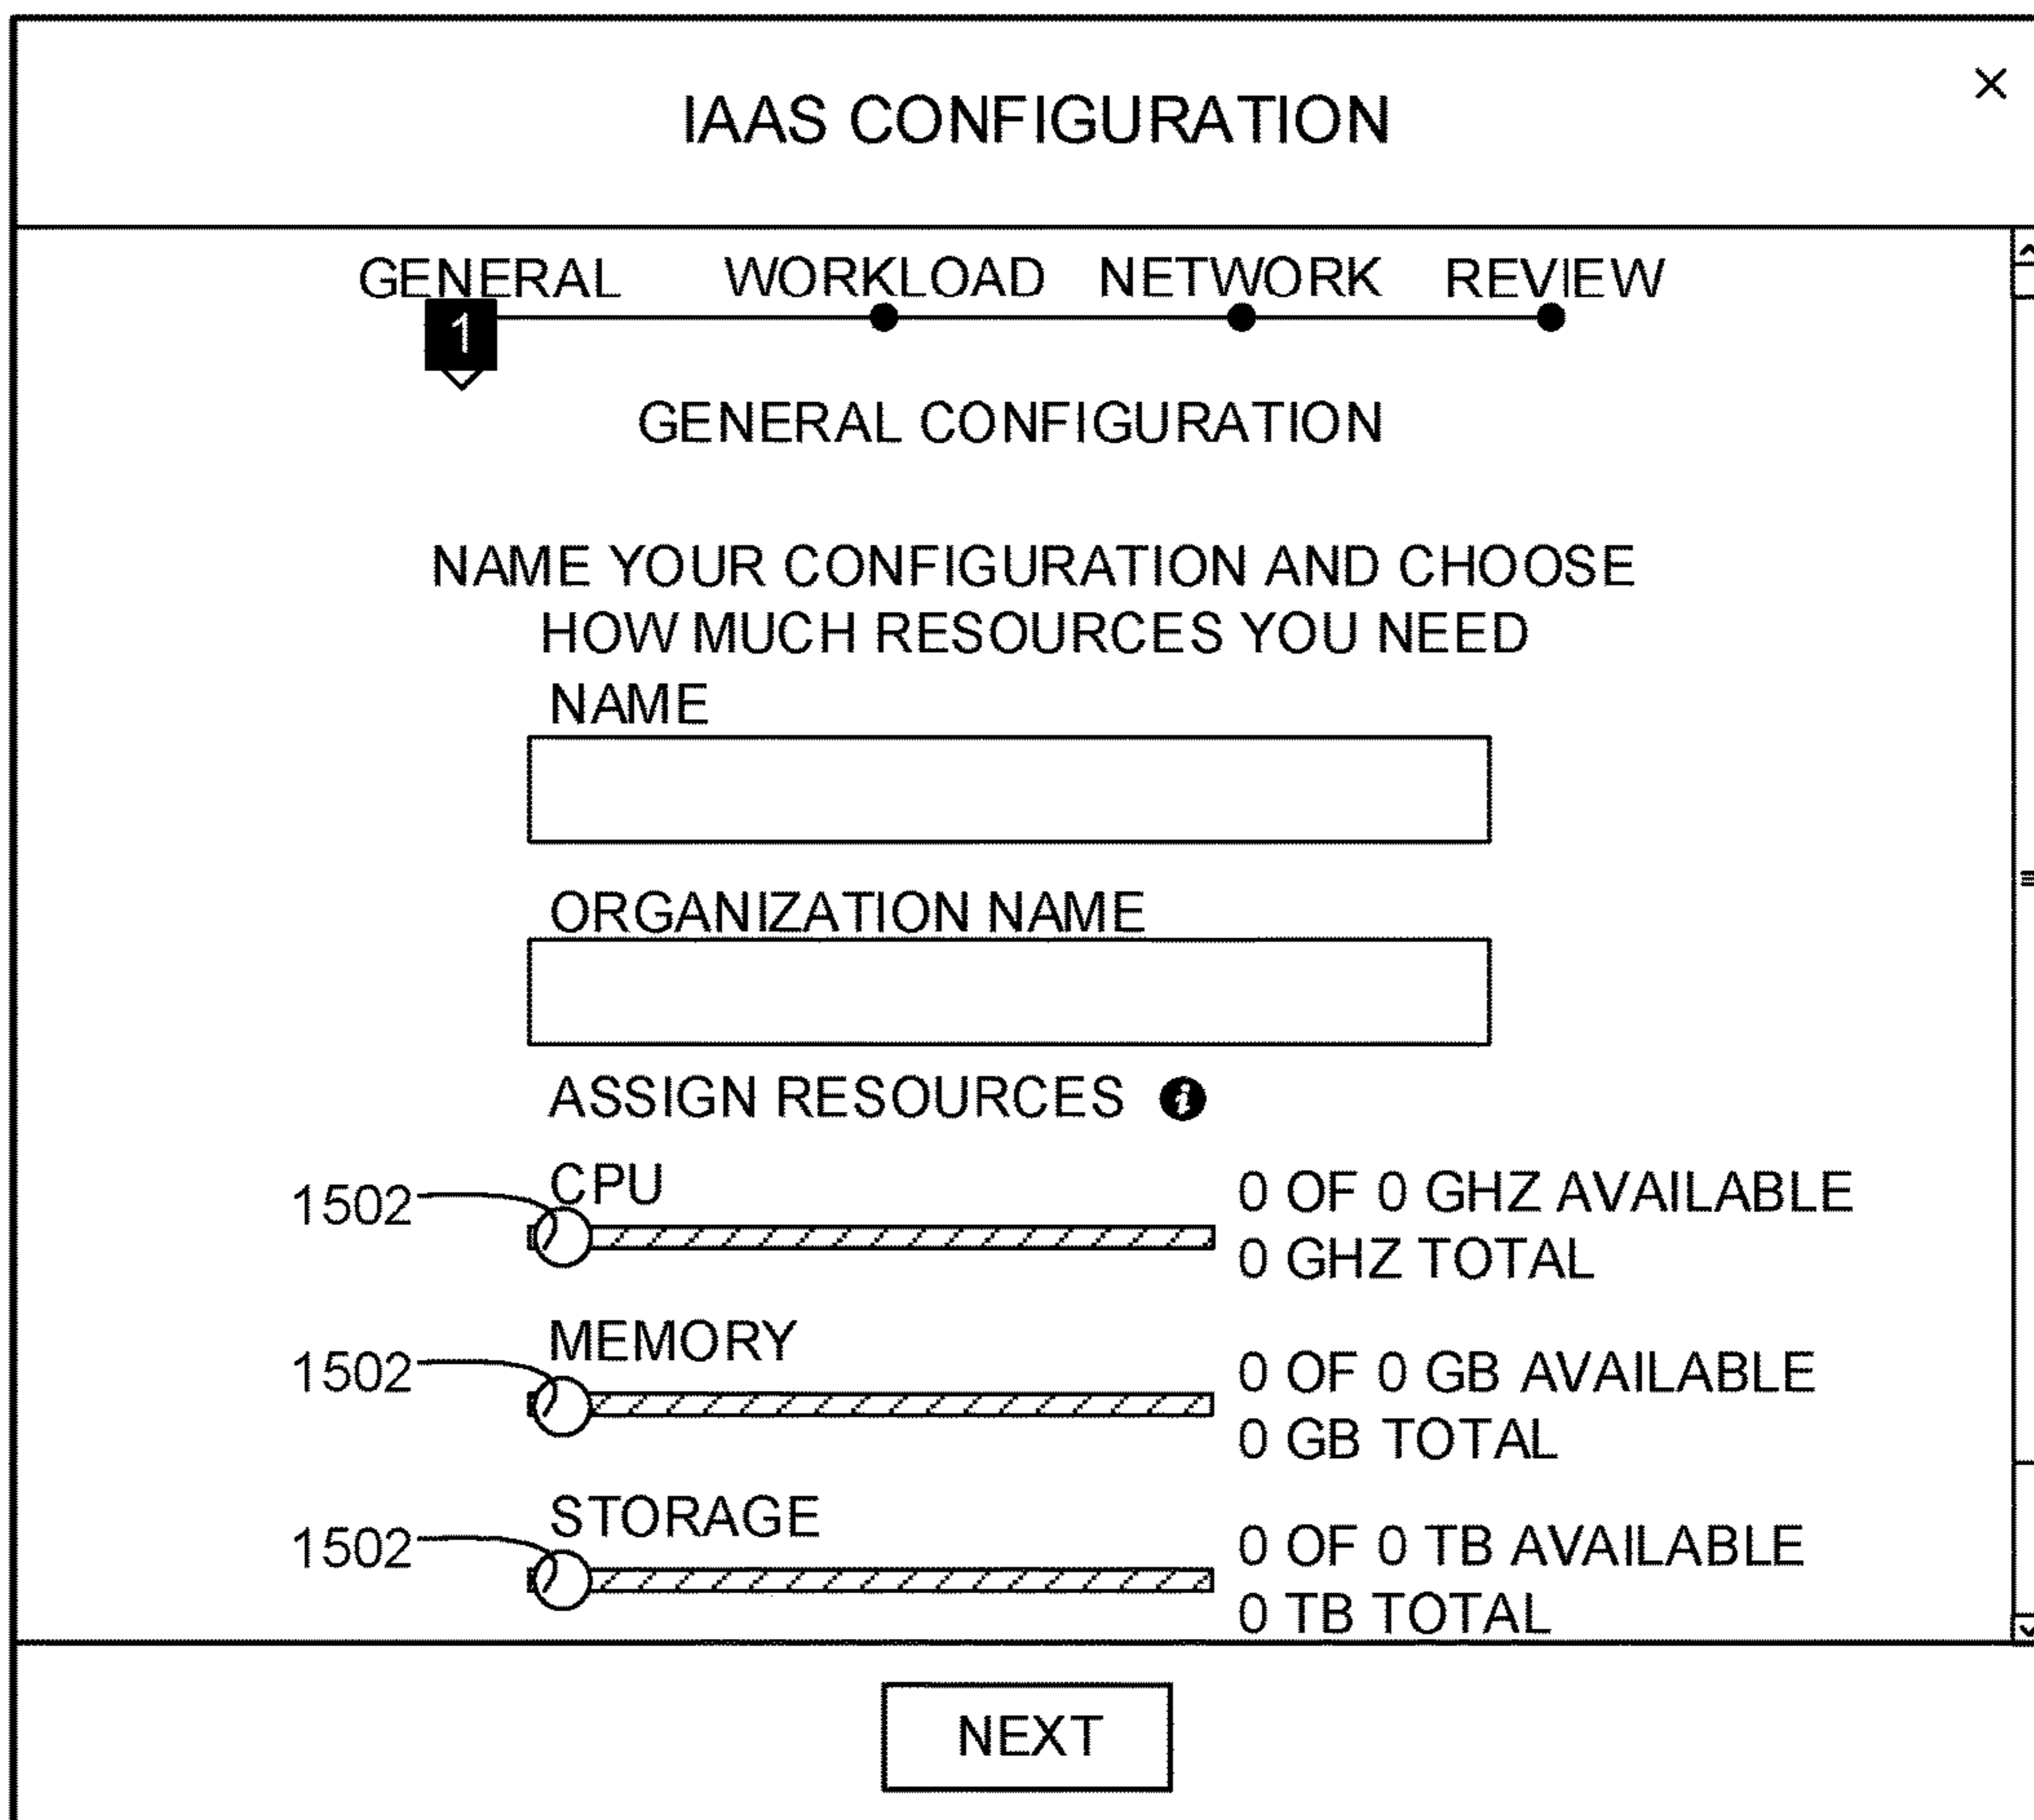 IAAS CONFIGURATION
×
GENERAL WORKLOAD NETWORK REVIEW
1
GENERAL CONFIGURATION
NAME YOUR CONFIGURATION AND CHOOSE
HOW MUCH RESOURCES YOU NEED
NAME
ORGANIZATION NAME
ASSIGN RESOURCES i
CPU
1502
0 OF 0 GHZ AVAILABLE
0 GHZ TOTAL
MEMORY
1502
0 OF 0 GB AVAILABLE
0 GB TOTAL
STORAGE
1502
0 OF 0 TB AVAILABLE
0 TB TOTAL
NEXT